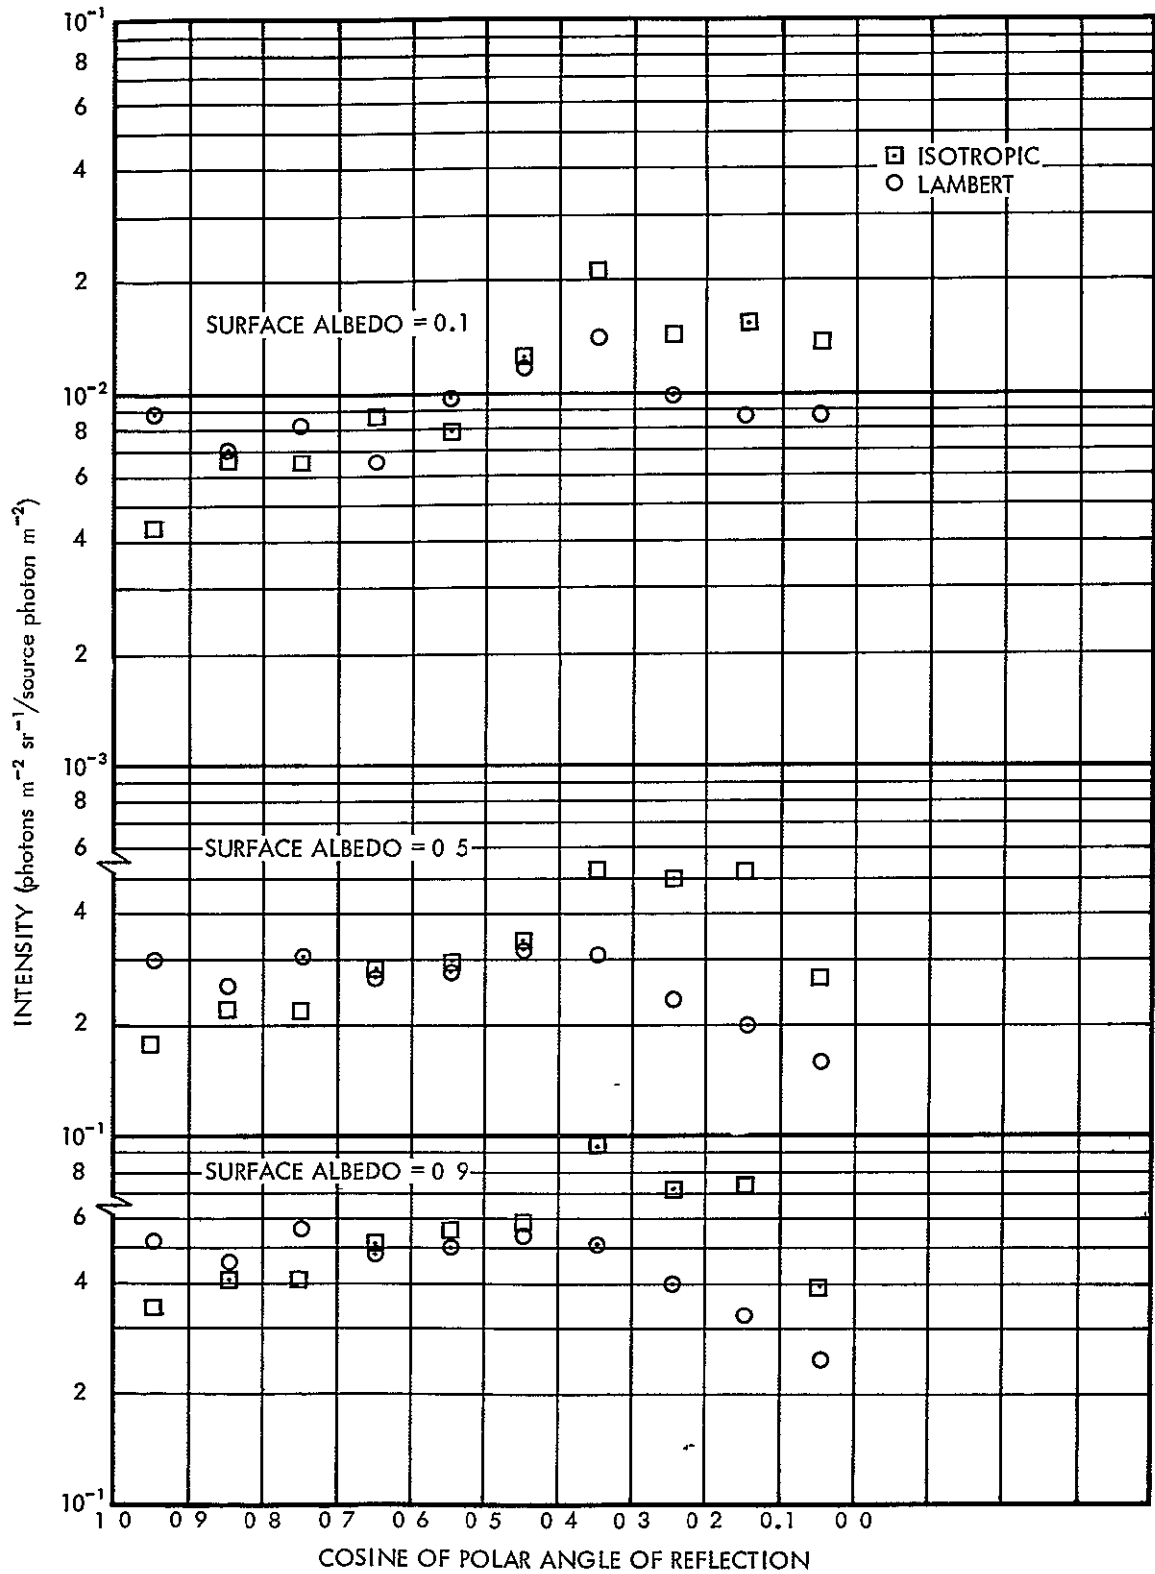 10⁻¹
8
6
4
2
10⁻²
8
6
4
2
10⁻³
8
6
4
2
10⁻¹
8
6
4
2
10⁻¹
INTENSITY (photons m⁻² sr⁻¹/source photon m⁻²)
ISOTROPIC
LAMBERT
SURFACE ALBEDO = 0.1
SURFACE ALBEDO = 0 5
SURFACE ALBEDO = 0 9
1 0 0 9 0 8 0 7 0 6 0 5 0 4 0 3 0 2 0.1 0 0
COSINE OF POLAR ANGLE OF REFLECTION